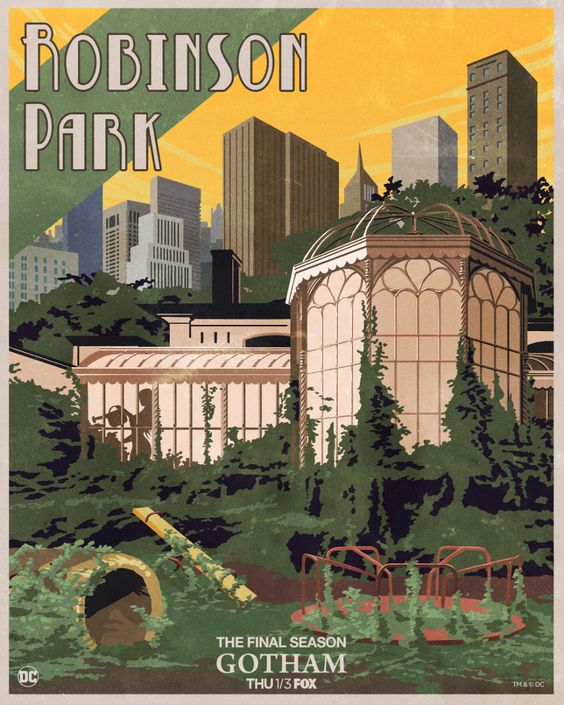 ROBINSON
PARK
THE FINAL SEASON
GOTHAM
THU 1/3 FOX
DC
TM & © DC